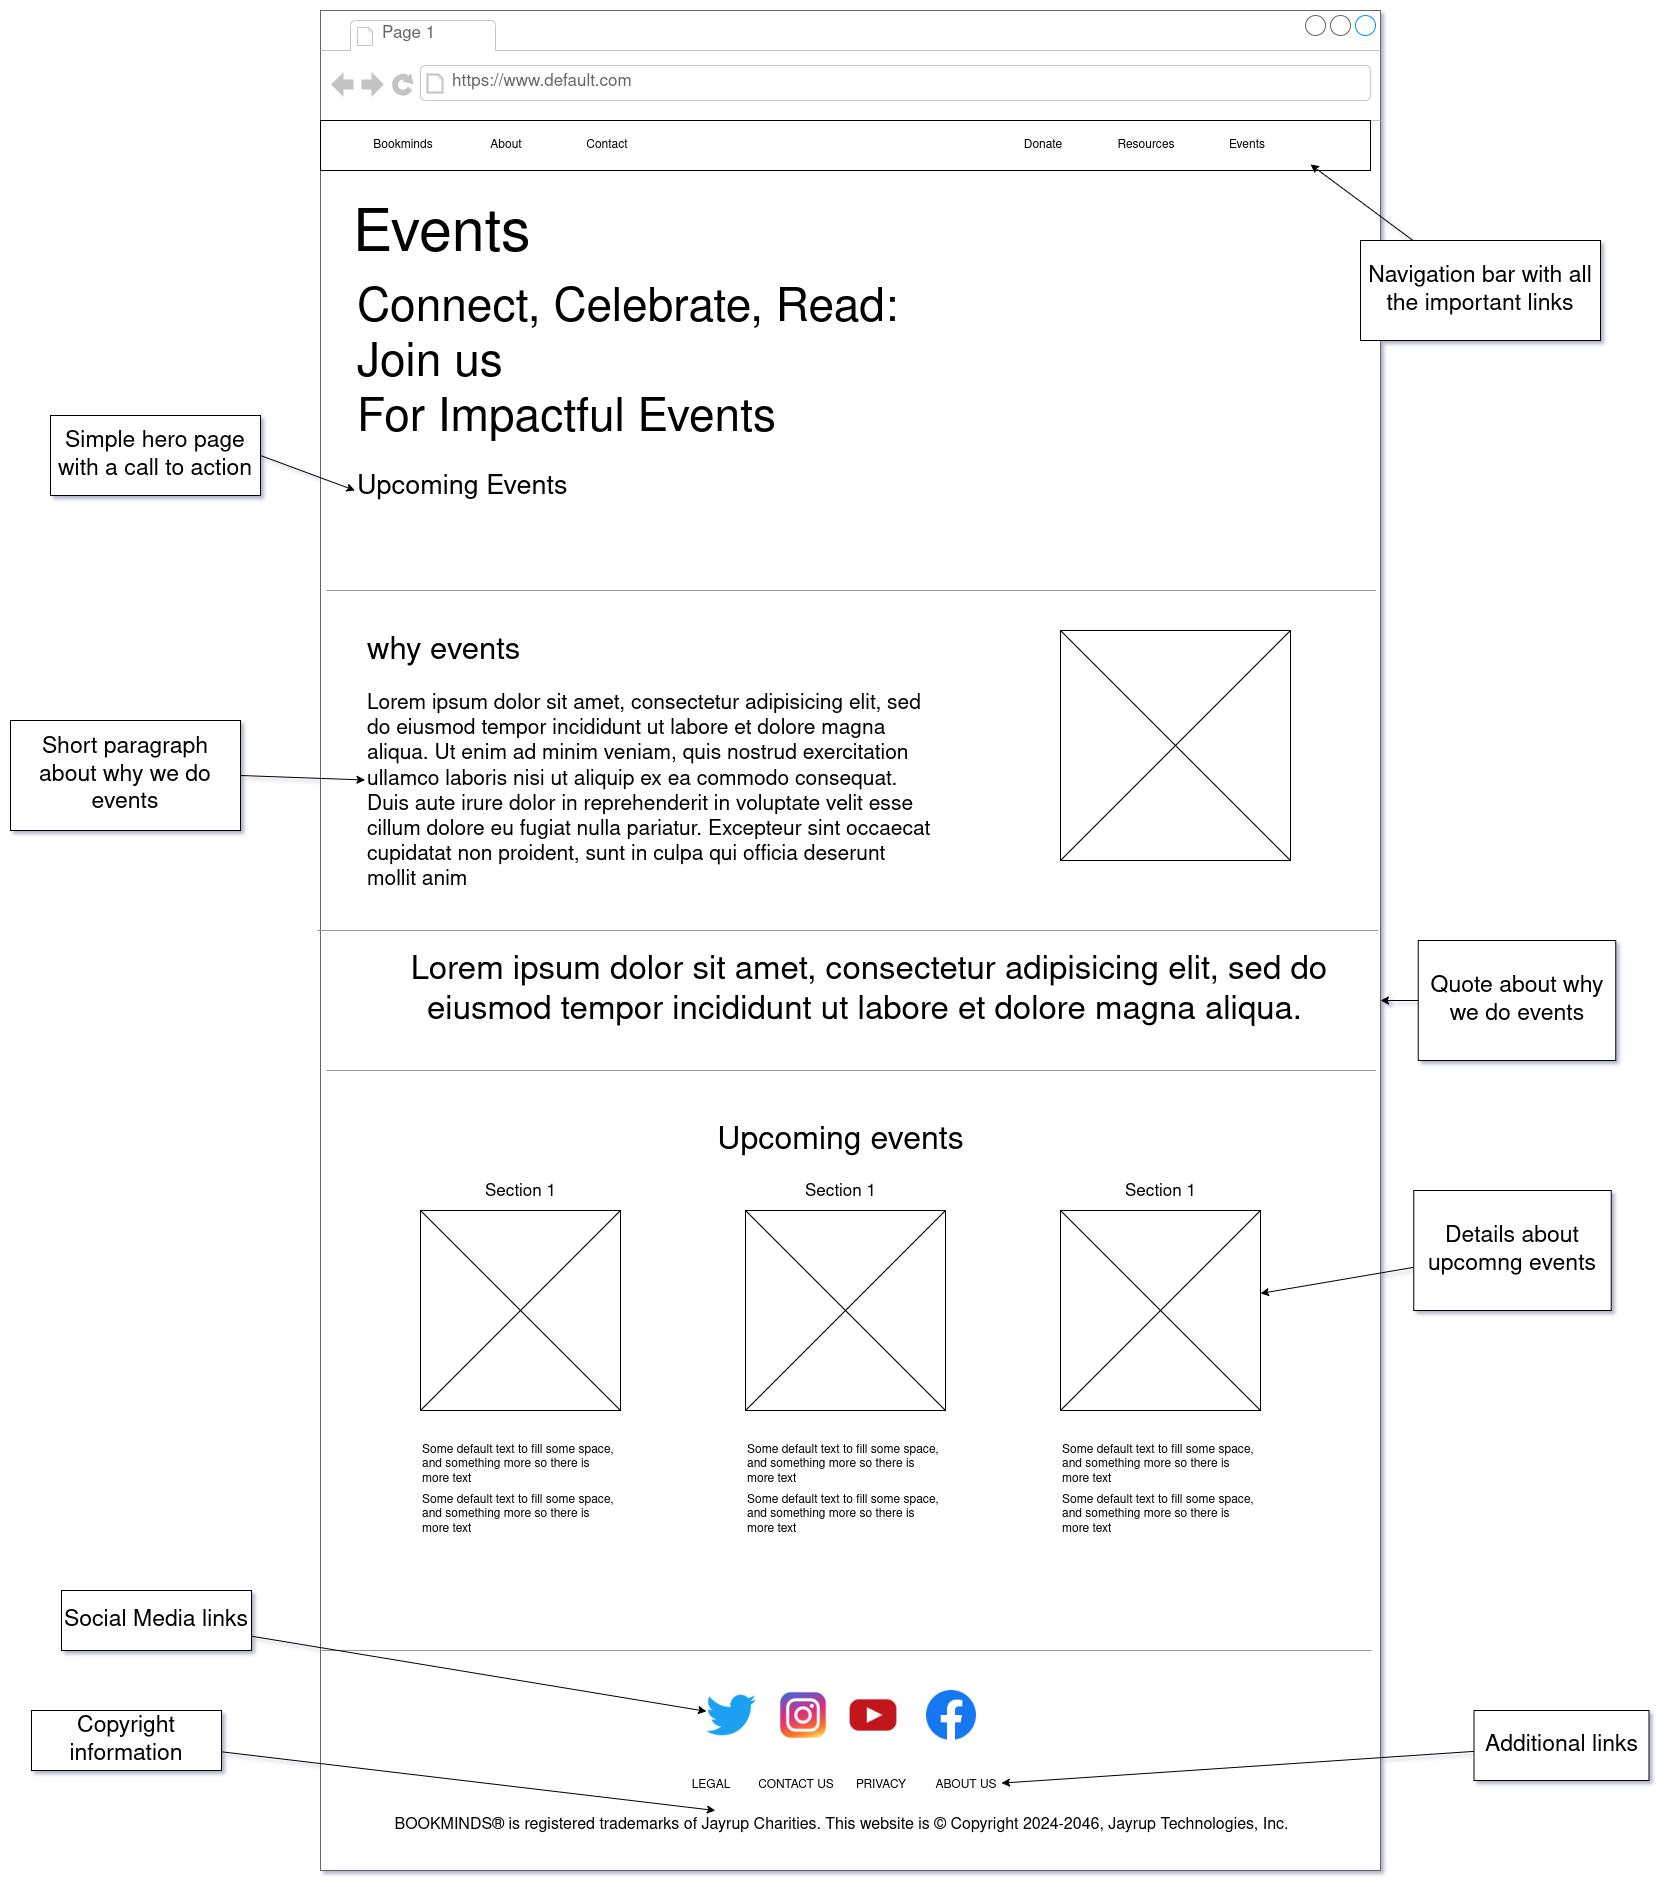 Page 1
https://www.default.com
Bookminds About Contact Donate Resources Events
Events
Navigation bar with all
the important links
Connect, Celebrate, Read:
Join us
For Impactful Events
Simple hero page
with a call to action
Upcoming Events
why events
Lorem ipsum dolor sit amet, consectetur adipisicing elit, sed
do eiusmod tempor incididunt ut labore et dolore magna
aliqua. Ut enim ad minim veniam, quis nostrud exercitation
ullamco laboris nisi ut aliquip ex ea commodo consequat.
Duis aute irure dolor in reprehenderit in voluptate velit esse
cillum dolore eu fugiat nulla pariatur. Excepteur sint occaecat
cupidatat non proident, sunt in culpa qui officia deserunt
mollit anim
Short paragraph
about why we do
events
Lorem ipsum dolor sit amet, consectetur adipisicing elit, sed do
eiusmod tempor incididunt ut labore et dolore magna aliqua.
Quote about why
we do events
Upcoming events
Section 1
Section 1
Section 1
Details about
upcomng events
Some default text to fill some space,
and something more so there is
more text
Some default text to fill some space,
and something more so there is
more text
Some default text to fill some space,
and something more so there is
more text
Some default text to fill some space,
and something more so there is
more text
Some default text to fill some space,
and something more so there is
more text
Some default text to fill some space,
and something more so there is
more text
Social Media links
Copyright
information
Additional links
LEGAL CONTACT US PRIVACY ABOUT US
BOOKMINDS® is registered trademarks of Jayrup Charities. This website is © Copyright 2024-2046, Jayrup Technologies, Inc.